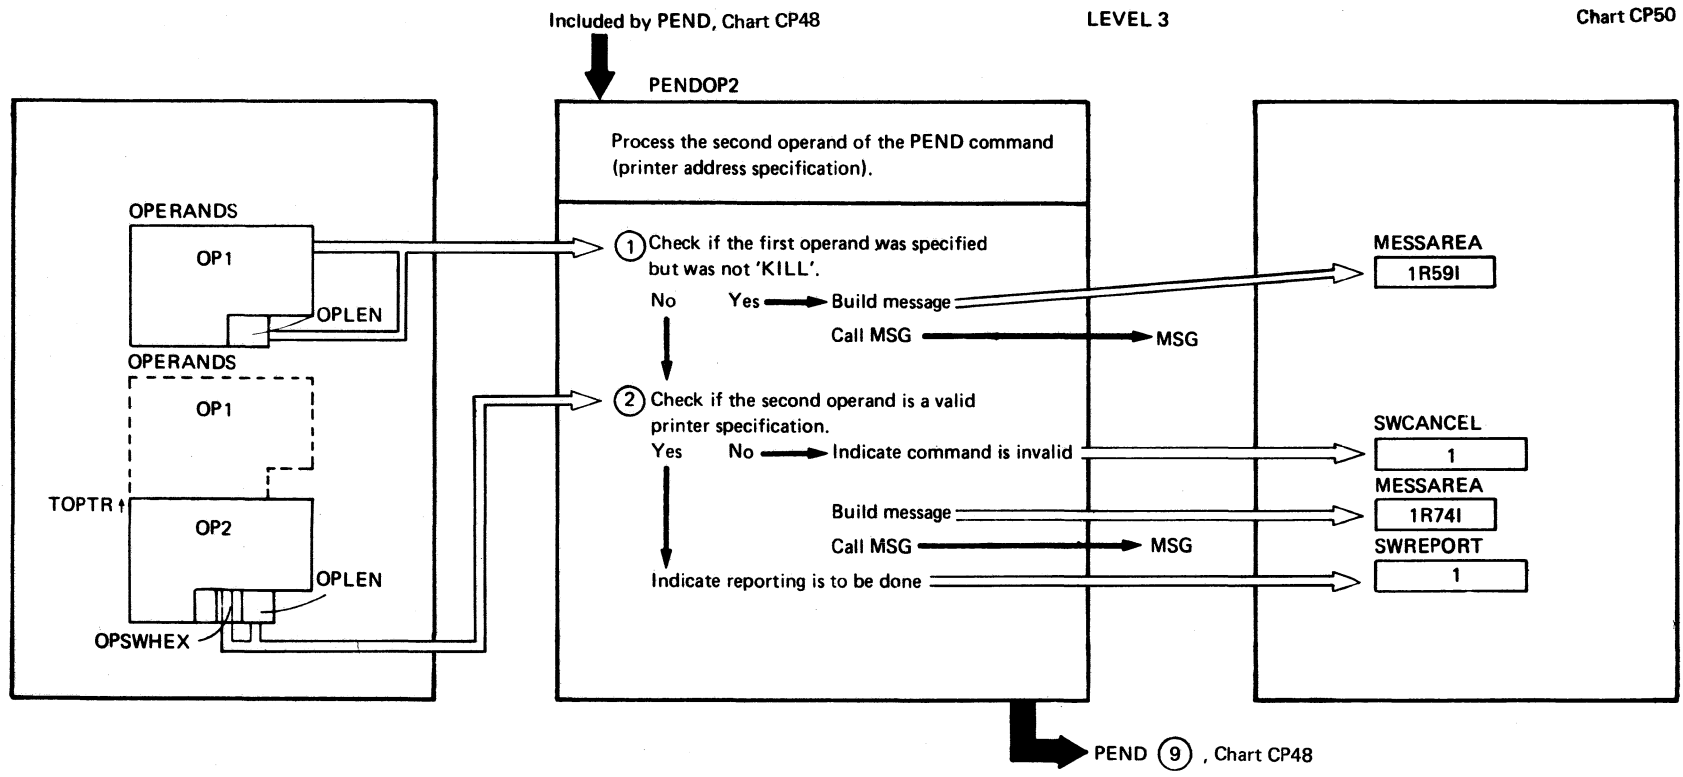 Included by PEND, Chart CP48
LEVEL 3
Chart CP50
PENDOP2
Process the second operand of the PEND command
(printer address specification).
OPERANDS
OP1
OPLEN
1 Check if the first operand was specified
but was not 'KILL'.
No Yes Build message
Call MSG
MSG
MESSAREA
1R59I
OPERANDS
OP1
TOPTR
OP2
OPLEN
OPSWHEX
2 Check if the second operand is a valid
printer specification.
Yes No Indicate command is invalid
Build message
Call MSG
MSG
Indicate reporting is to be done
SWCANCEL
1
MESSAREA
1R74I
SWREPORT
1
PEND 9 , Chart CP48